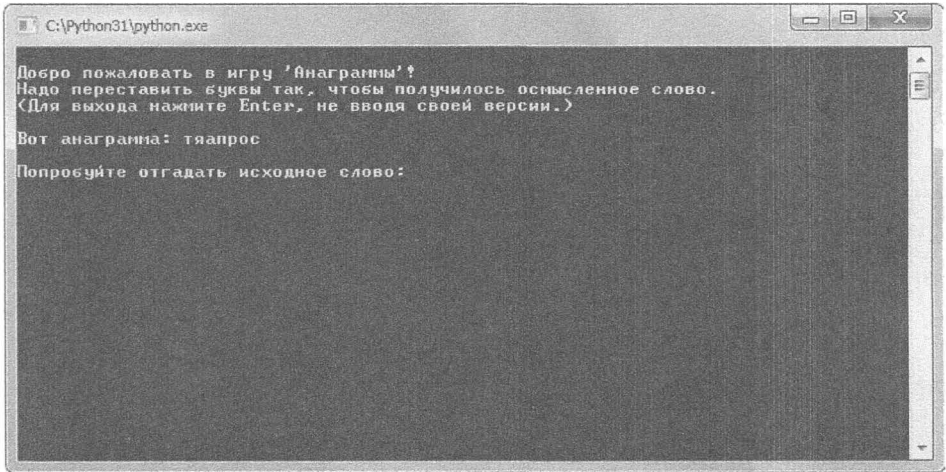 C:\Python31\python.exe
Добро пожаловать в игру 'Анаграммы'!
Надо переставить буквы так, чтобы получилось осмысленное слово.
(Для выхода нажмите Enter, не вводя своей версии.)
Вот анаграмма: тяапрос
Попробуйте отгадать исходное слово: